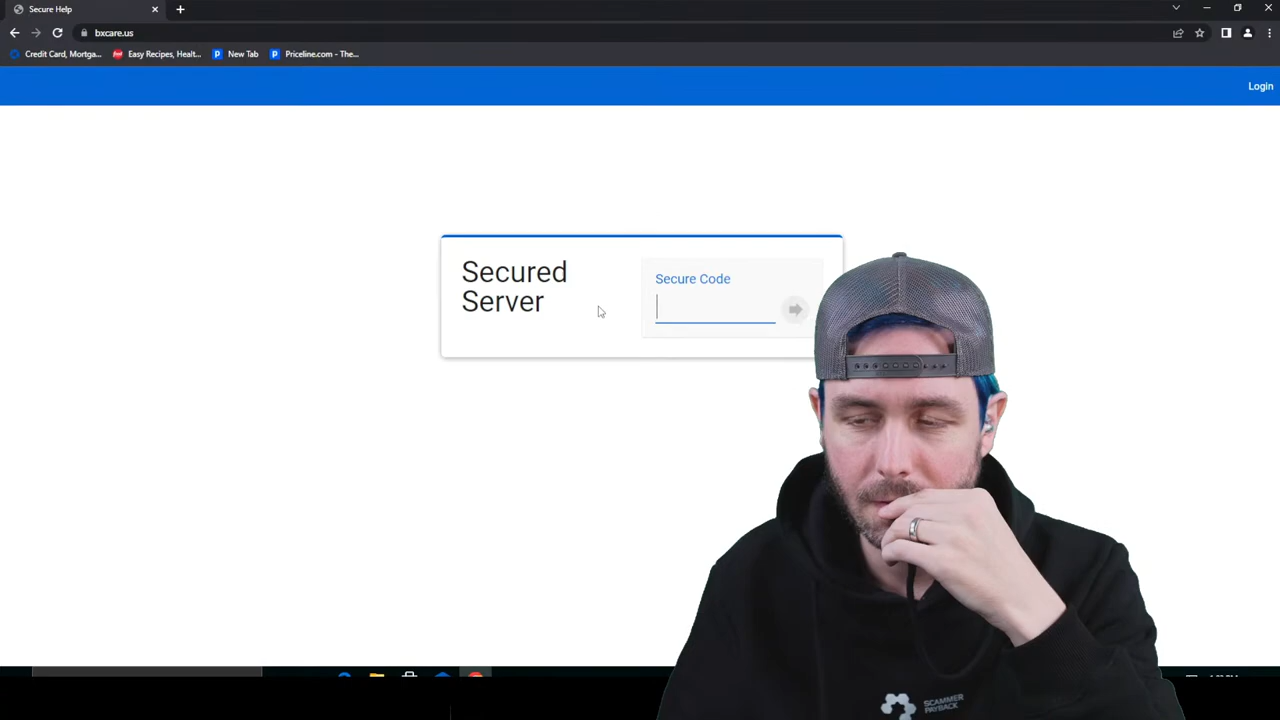 Secure Help
bxcare.us
Credit Card, Mortga...
Easy Recipes, Healt...
New Tab
Priceline.com - The...
Login
Secured
Server
Secure Code
SCAMMER
PAYBACK